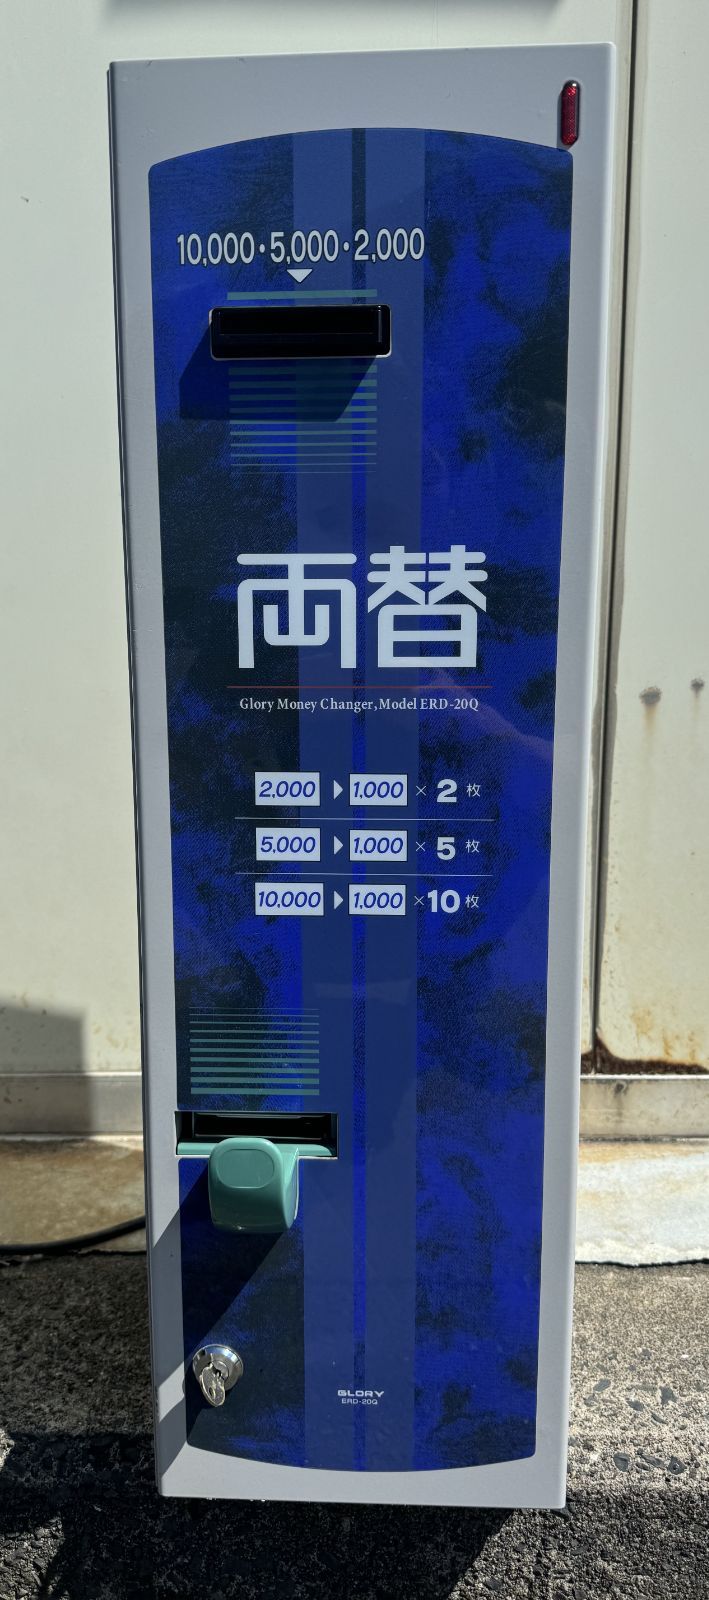 10,000・5,000・2,000
両替
Glory Money Changer, Model ERD-20Q
2,000 ▶ 1,000 × 2 枚
5,000 ▶ 1,000 × 5 枚
10,000 ▶ 1,000 ×10 枚
GLORY
ERD-20Q